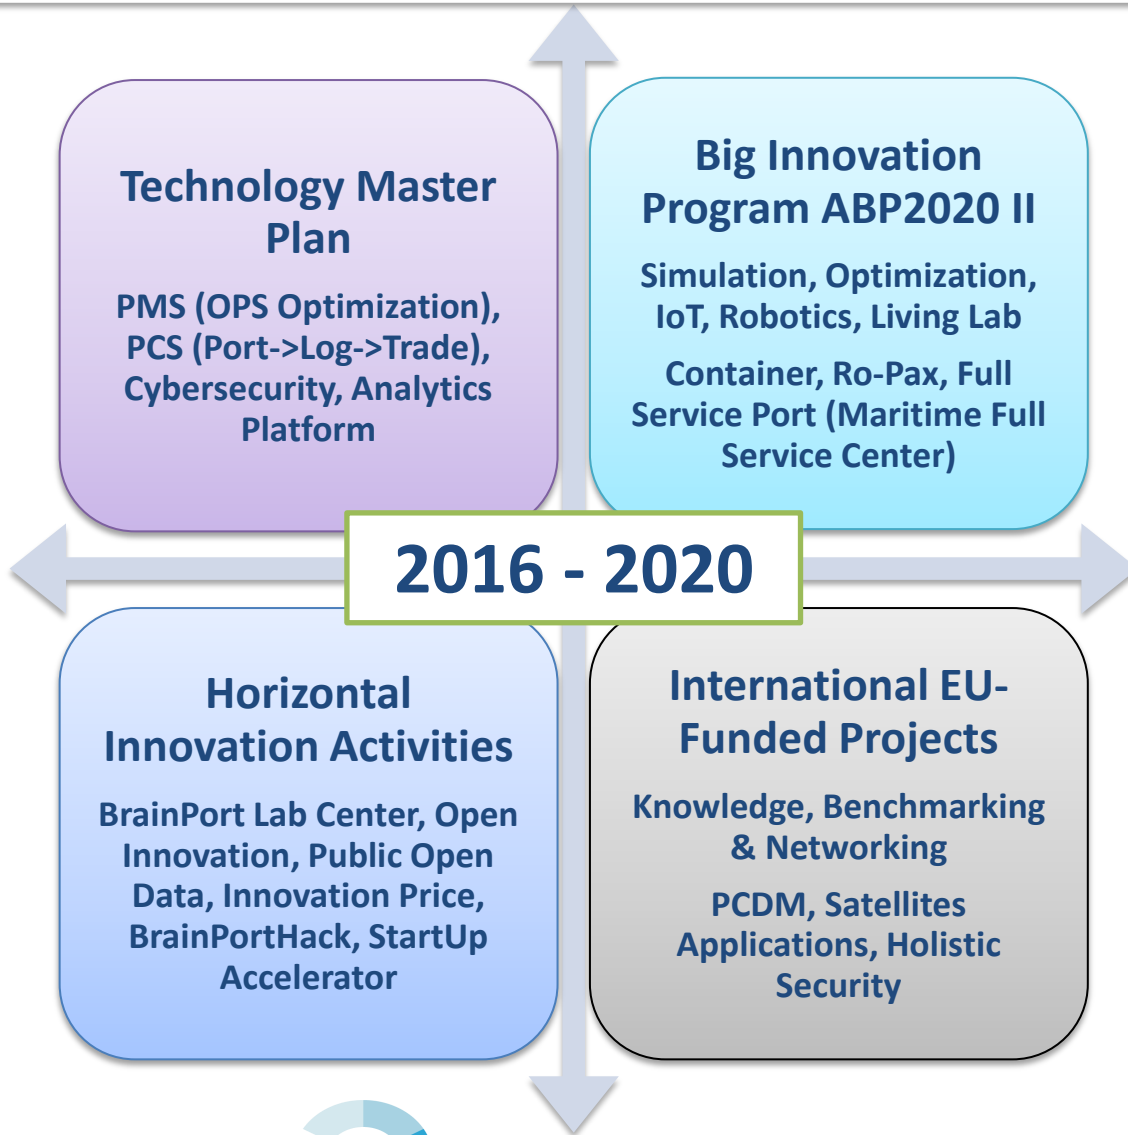 Technology Master
Plan
PMS (OPS Optimization),
PCS (Port->Log->Trade),
Cybersecurity, Analytics
Platform
Big Innovation
Program ABP2020 II
Simulation, Optimization,
IoT, Robotics, Living Lab
Container, Ro-Pax, Full
Service Port (Maritime Full
Service Center)
2016 - 2020
Horizontal
Innovation Activities
BrainPort Lab Center, Open
Innovation, Public Open
Data, Innovation Price,
BrainPortHack, StartUp
Accelerator
International EU-
Funded Projects
Knowledge, Benchmarking
& Networking
PCDM, Satellites
Applications, Holistic
Security